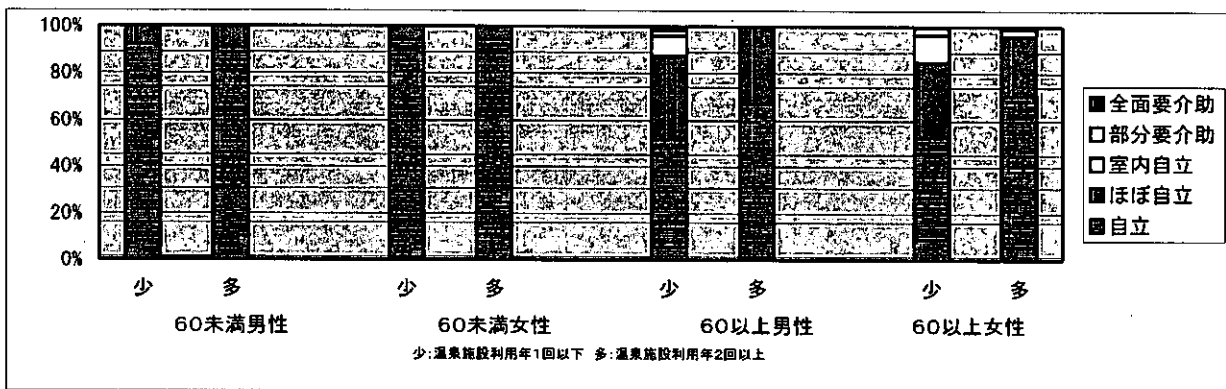 100%
80%
60%
40%
20%
0%
少 多 少 多 少 多 少 多
60未満男性 60未満女性 60以上男性 60以上女性
少:温泉施設利用年1回以下 多:温泉施設利用年2回以上
全面要介助
部分要介助
室内自立
ほぼ自立
自立